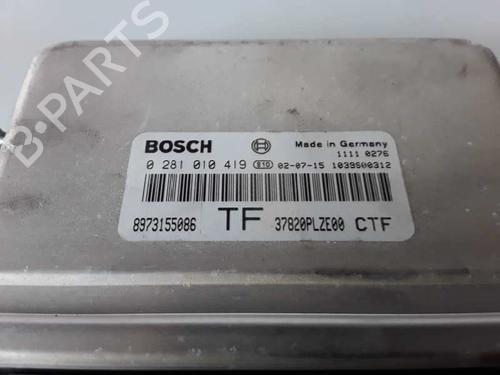 BOSCH Made in Germany
1111 0276
0 281 010 419 E10 02-07-15 1039S00312
8973155086 TF 37820PLZE00 CTF
B-PARTS